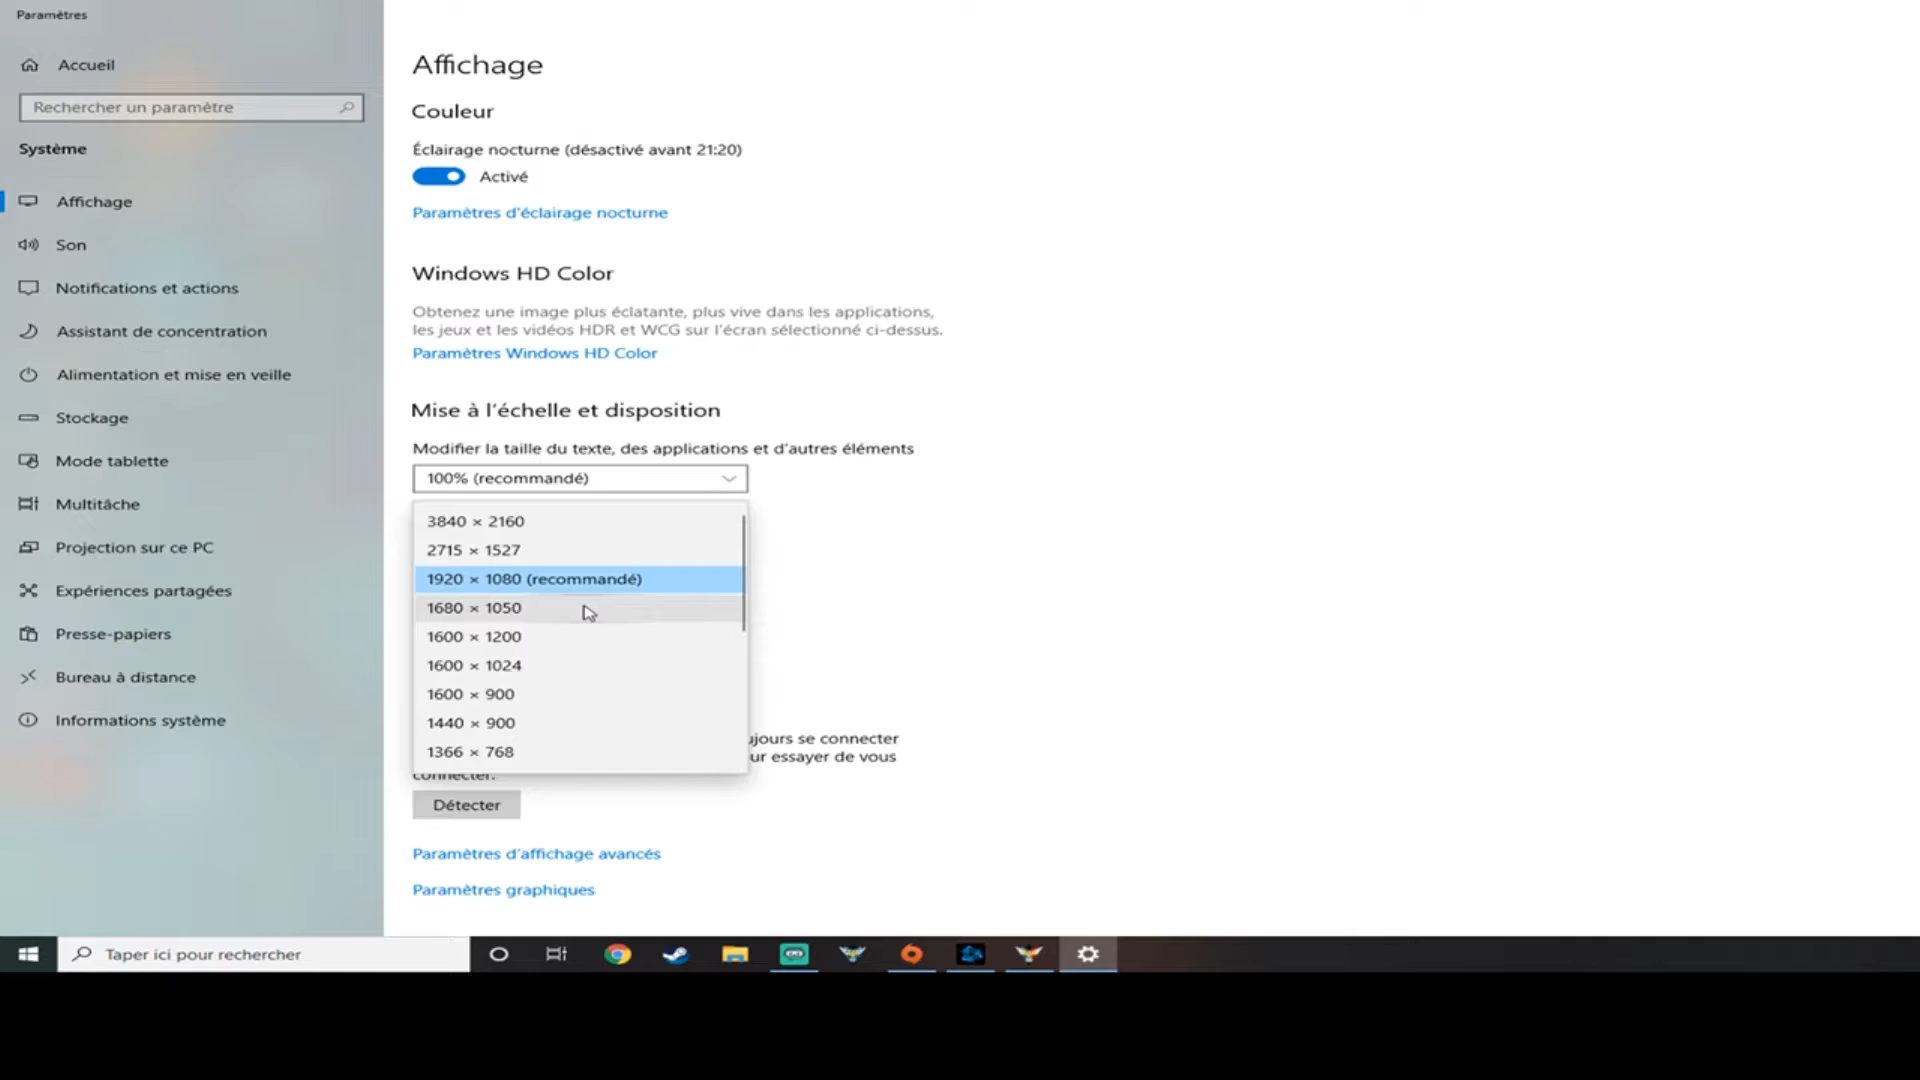 Paramètres
Accueil
Rechercher un paramètre
Système
Affichage
Son
Notifications et actions
Assistant de concentration
Alimentation et mise en veille
Stockage
Mode tablette
Multitâche
Projection sur ce PC
Expériences partagées
Presse-papiers
Bureau à distance
Informations système
Affichage
Couleur
Éclairage nocturne (désactivé avant 21:20)
Activé
Paramètres d'éclairage nocturne
Windows HD Color
Obtenez une image plus éclatante, plus vive dans les applications,
les jeux et les vidéos HDR et WCG sur l'écran sélectionné ci-dessus.
Paramètres Windows HD Color
Mise à l'échelle et disposition
Modifier la taille du texte, des applications et d'autres éléments
100% (recommandé)
3840 × 2160
2715 × 1527
1920 × 1080 (recommandé)
1680 × 1050
1600 × 1200
1600 × 1024
1600 × 900
1440 × 900
1366 × 768
se connecter
essayer de vous
connecter.
Détecter
Paramètres d'affichage avancés
Paramètres graphiques
Taper ici pour rechercher